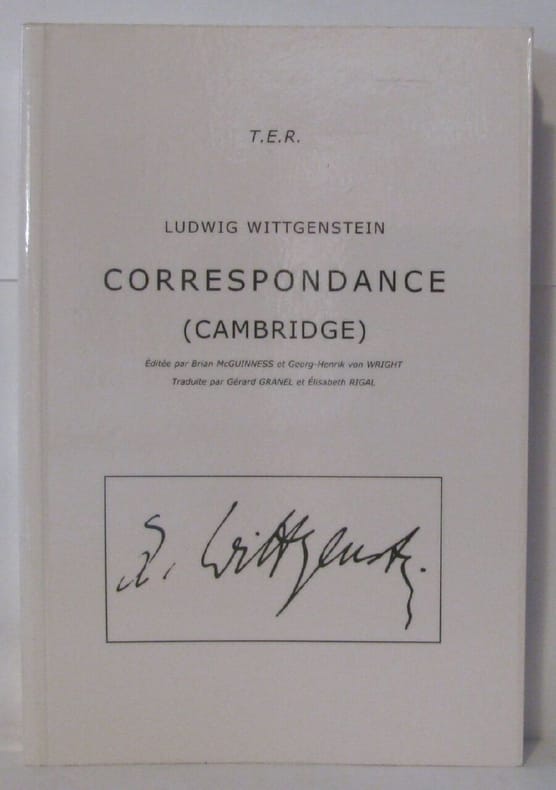 T.E.R.
LUDWIG WITTGENSTEIN
CORRESPONDANCE
(CAMBRIDGE)
Éditée par Brian McGUINNESS et Georg-Henrik von WRIGHT
Traduite par Gérard GRANEL et Élisabeth RIGAL
L. Wittgenstein